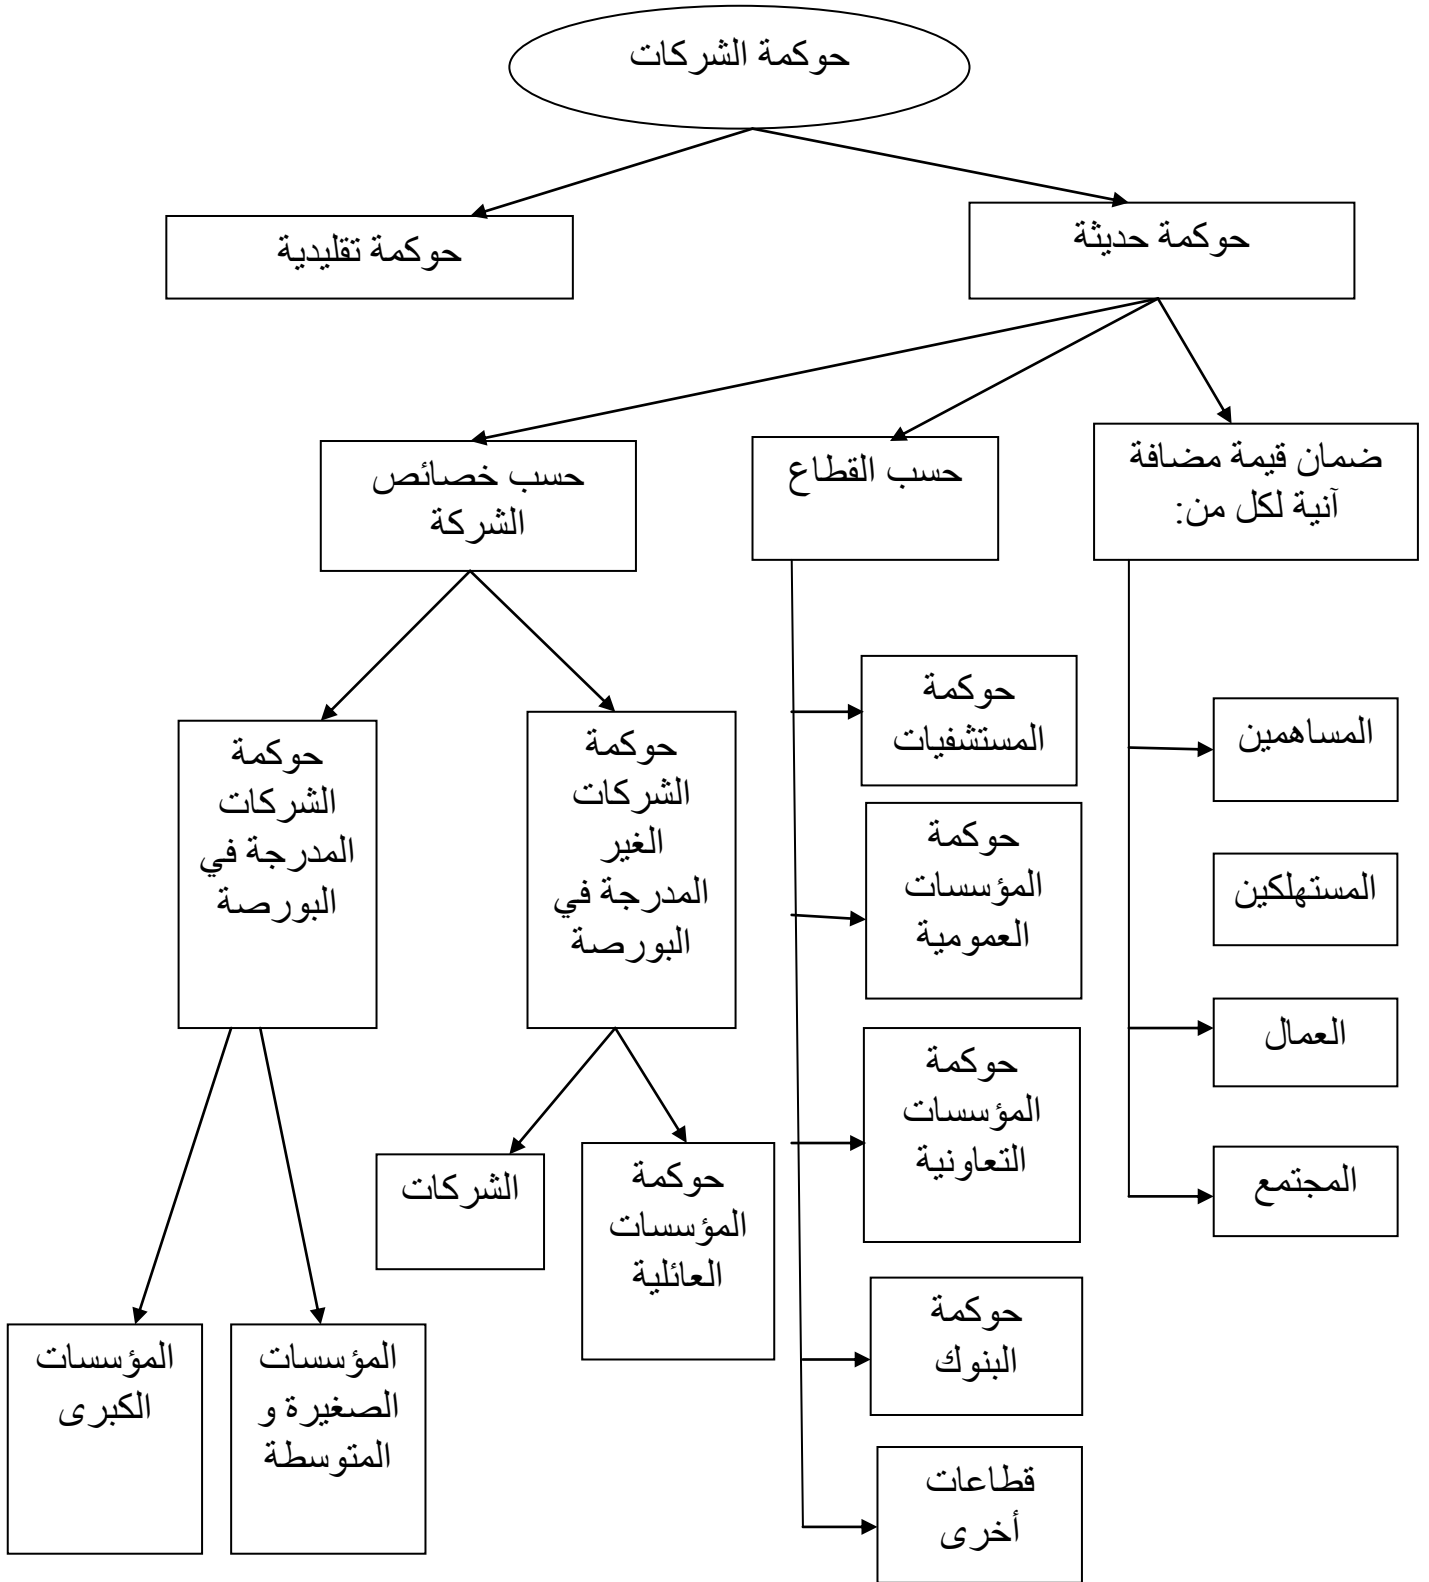 حوكمة الشركات
حوكمة حديثة
حوكمة تقليدية
ضمان قيمة مضافة
آنية لكل من:
حسب القطاع
حسب خصائص
الشركة
المساهمين
المستهلكين
العمال
المجتمع
حوكمة
المستشفيات
حوكمة
المؤسسات
العمومية
حوكمة
المؤسسات
التعاونية
حوكمة
البنوك
قطاعات
أخرى
حوكمة
الشركات
الغير
المدرجة في
البورصة
حوكمة
الشركات
المدرجة في
البورصة
حوكمة
المؤسسات
العائلية
الشركات
المؤسسات
الصغيرة و
المتوسطة
المؤسسات
الكبرى